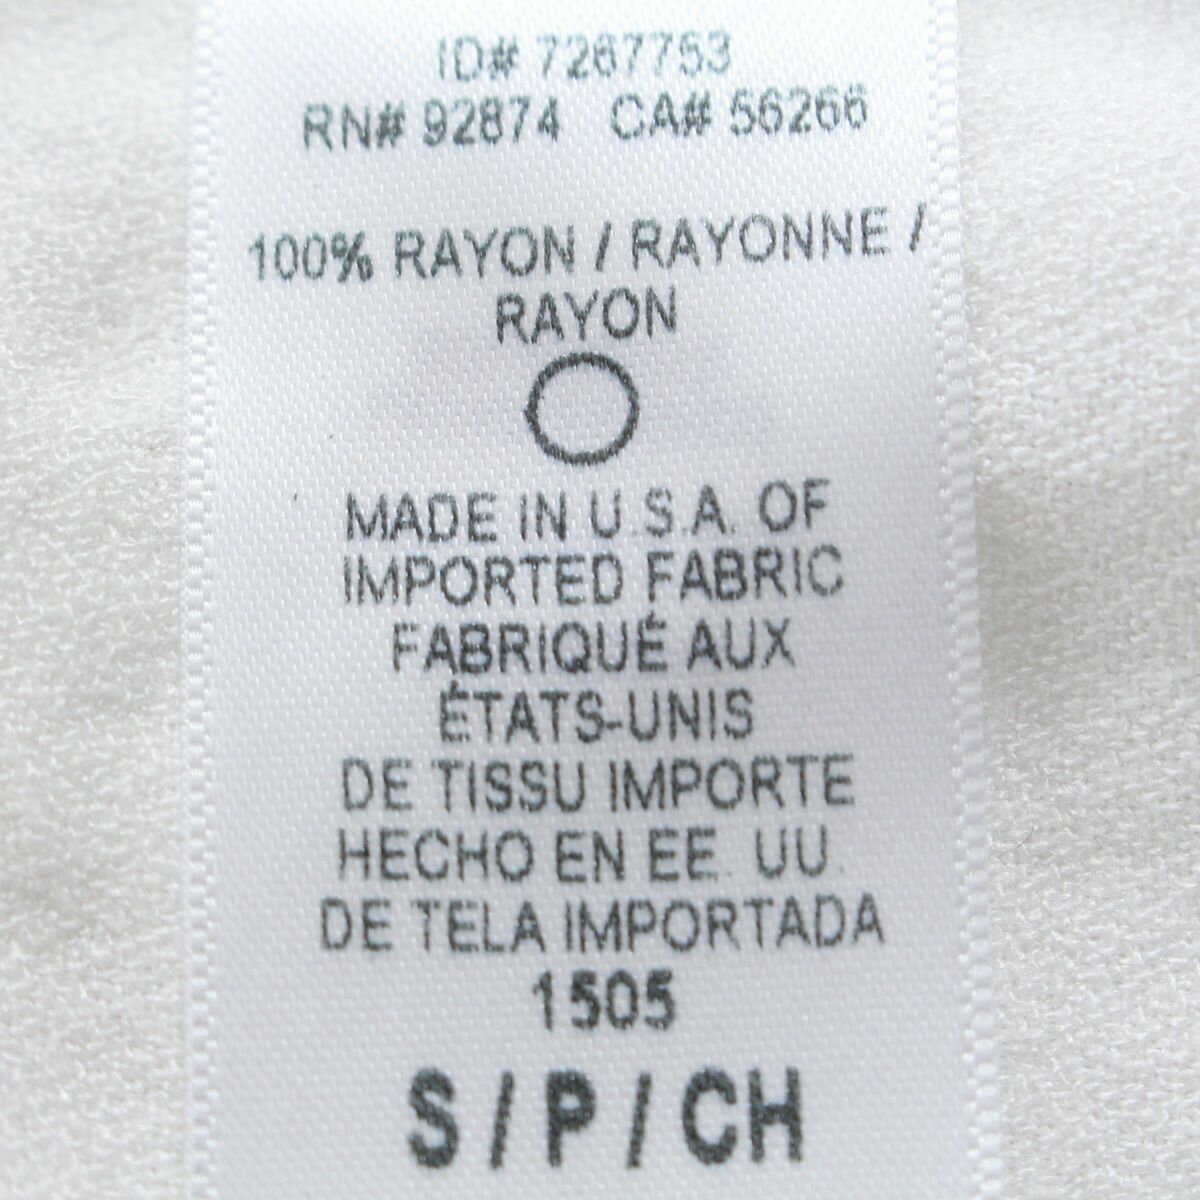 ID# 7267753
RN# 92874 CA# 56266
100% RAYON / RAYONNE /
RAYON
MADE IN U.S.A. OF
IMPORTED FABRIC
FABRIQUÉ AUX
ÉTATS-UNIS
DE TISSU IMPORTE
HECHO EN EE. UU.
DE TELA IMPORTADA
1505
S / P / CH